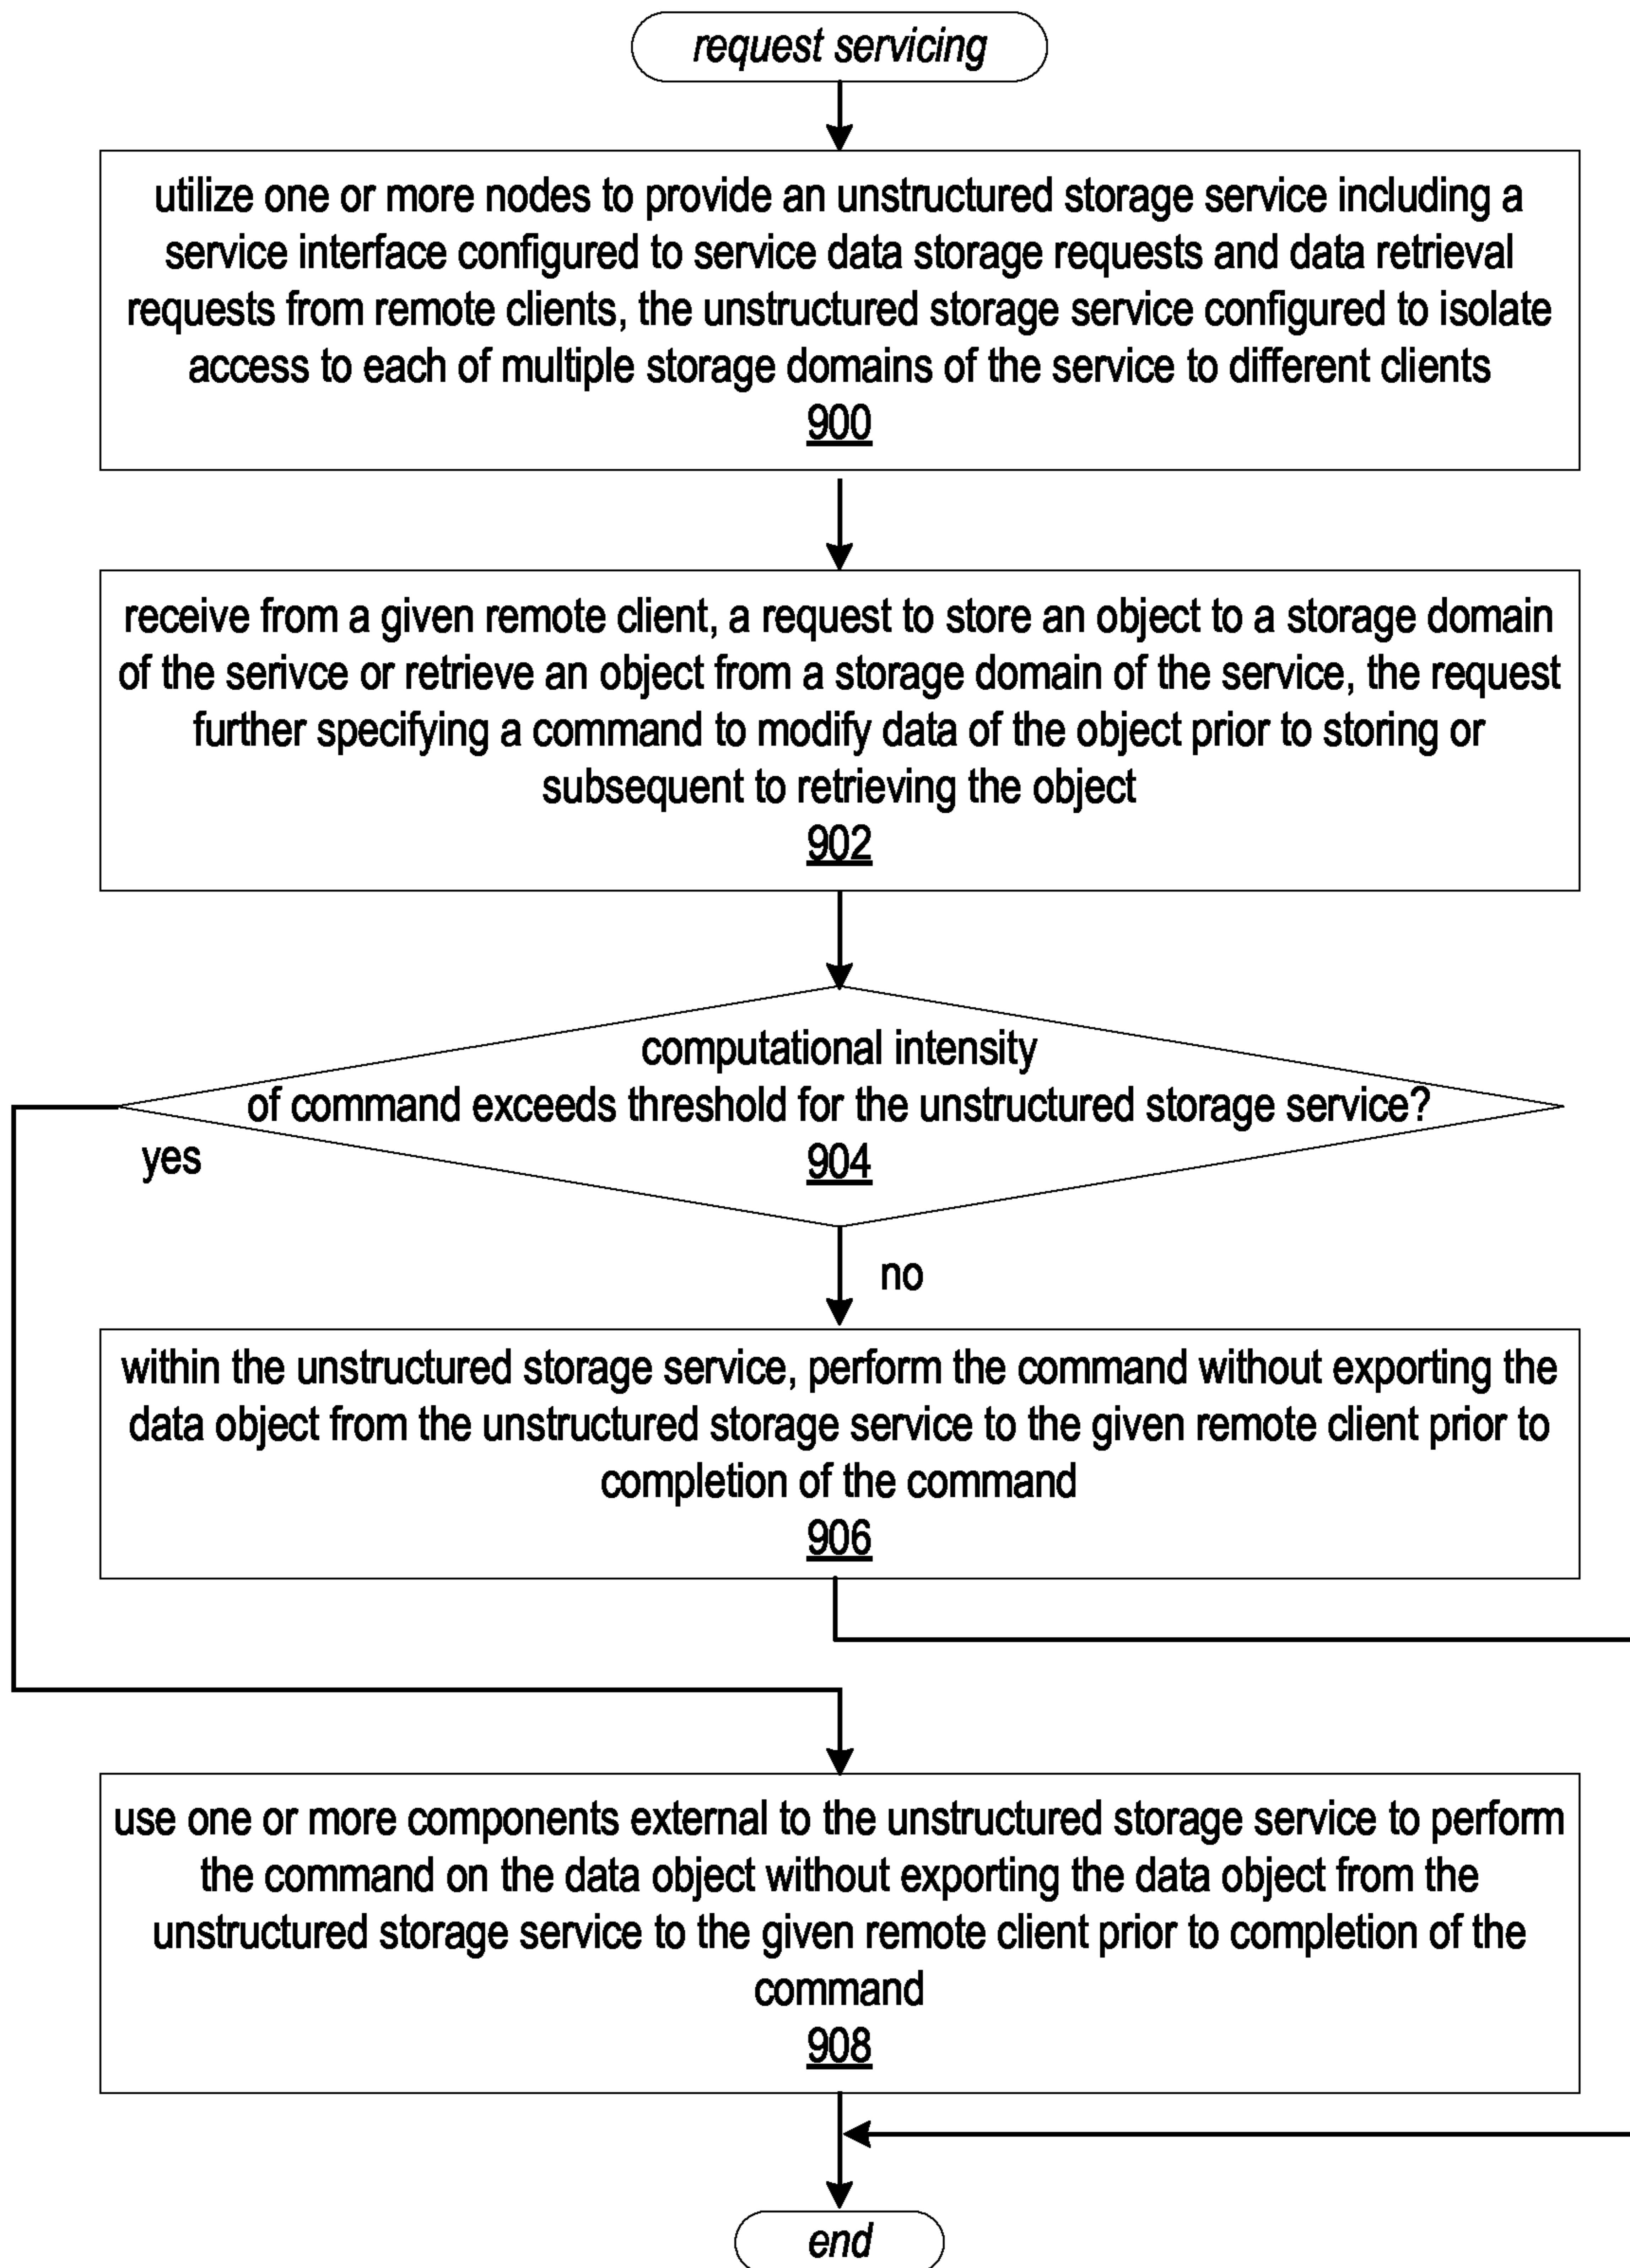 request servicing
utilize one or more nodes to provide an unstructured storage service including a
service interface configured to service data storage requests and data retrieval
requests from remote clients, the unstructured storage service configured to isolate
access to each of multiple storage domains of the service to different clients
900
receive from a given remote client, a request to store an object to a storage domain
of the serivce or retrieve an object from a storage domain of the service, the request
further specifying a command to modify data of the object prior to storing or
subsequent to retrieving the object
902
computational intensity
of command exceeds threshold for the unstructured storage service?
904
yes
no
within the unstructured storage service, perform the command without exporting the
data object from the unstructured storage service to the given remote client prior to
completion of the command
906
use one or more components external to the unstructured storage service to perform
the command on the data object without exporting the data object from the
unstructured storage service to the given remote client prior to completion of the
command
908
end